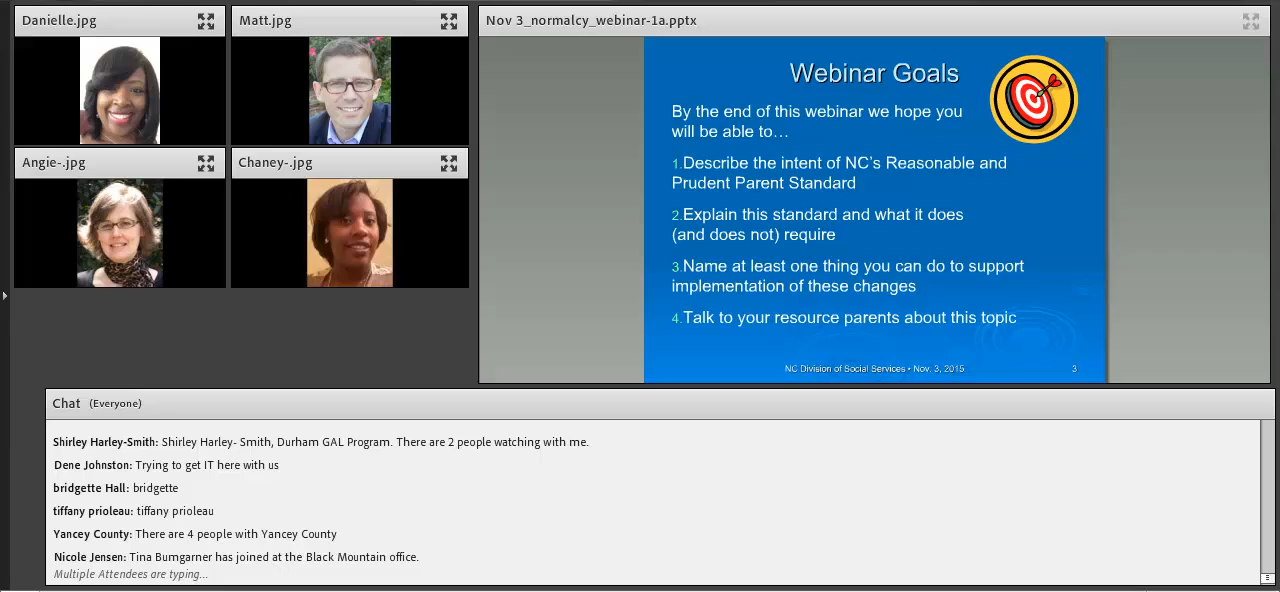 Danielle.jpg
Matt.jpg
Nov 3_normalcy_webinar-1a.pptx
Angie-.jpg
Chaney-.jpg
Webinar Goals
By the end of this webinar we hope you
will be able to…
1.Describe the intent of NC's Reasonable and
Prudent Parent Standard
2.Explain this standard and what it does
(and does not) require
3.Name at least one thing you can do to support
implementation of these changes
4.Talk to your resource parents about this topic
NC Division of Social Services • Nov. 3, 2015
3
Chat (Everyone)
Shirley Harley-Smith: Shirley Harley- Smith, Durham GAL Program. There are 2 people watching with me.
Dene Johnston: Trying to get IT here with us
bridgette Hall: bridgette
tiffany prioleau: tiffany prioleau
Yancey County: There are 4 people with Yancey County
Nicole Jensen: Tina Bumgarner has joined at the Black Mountain office.
Multiple Attendees are typing...